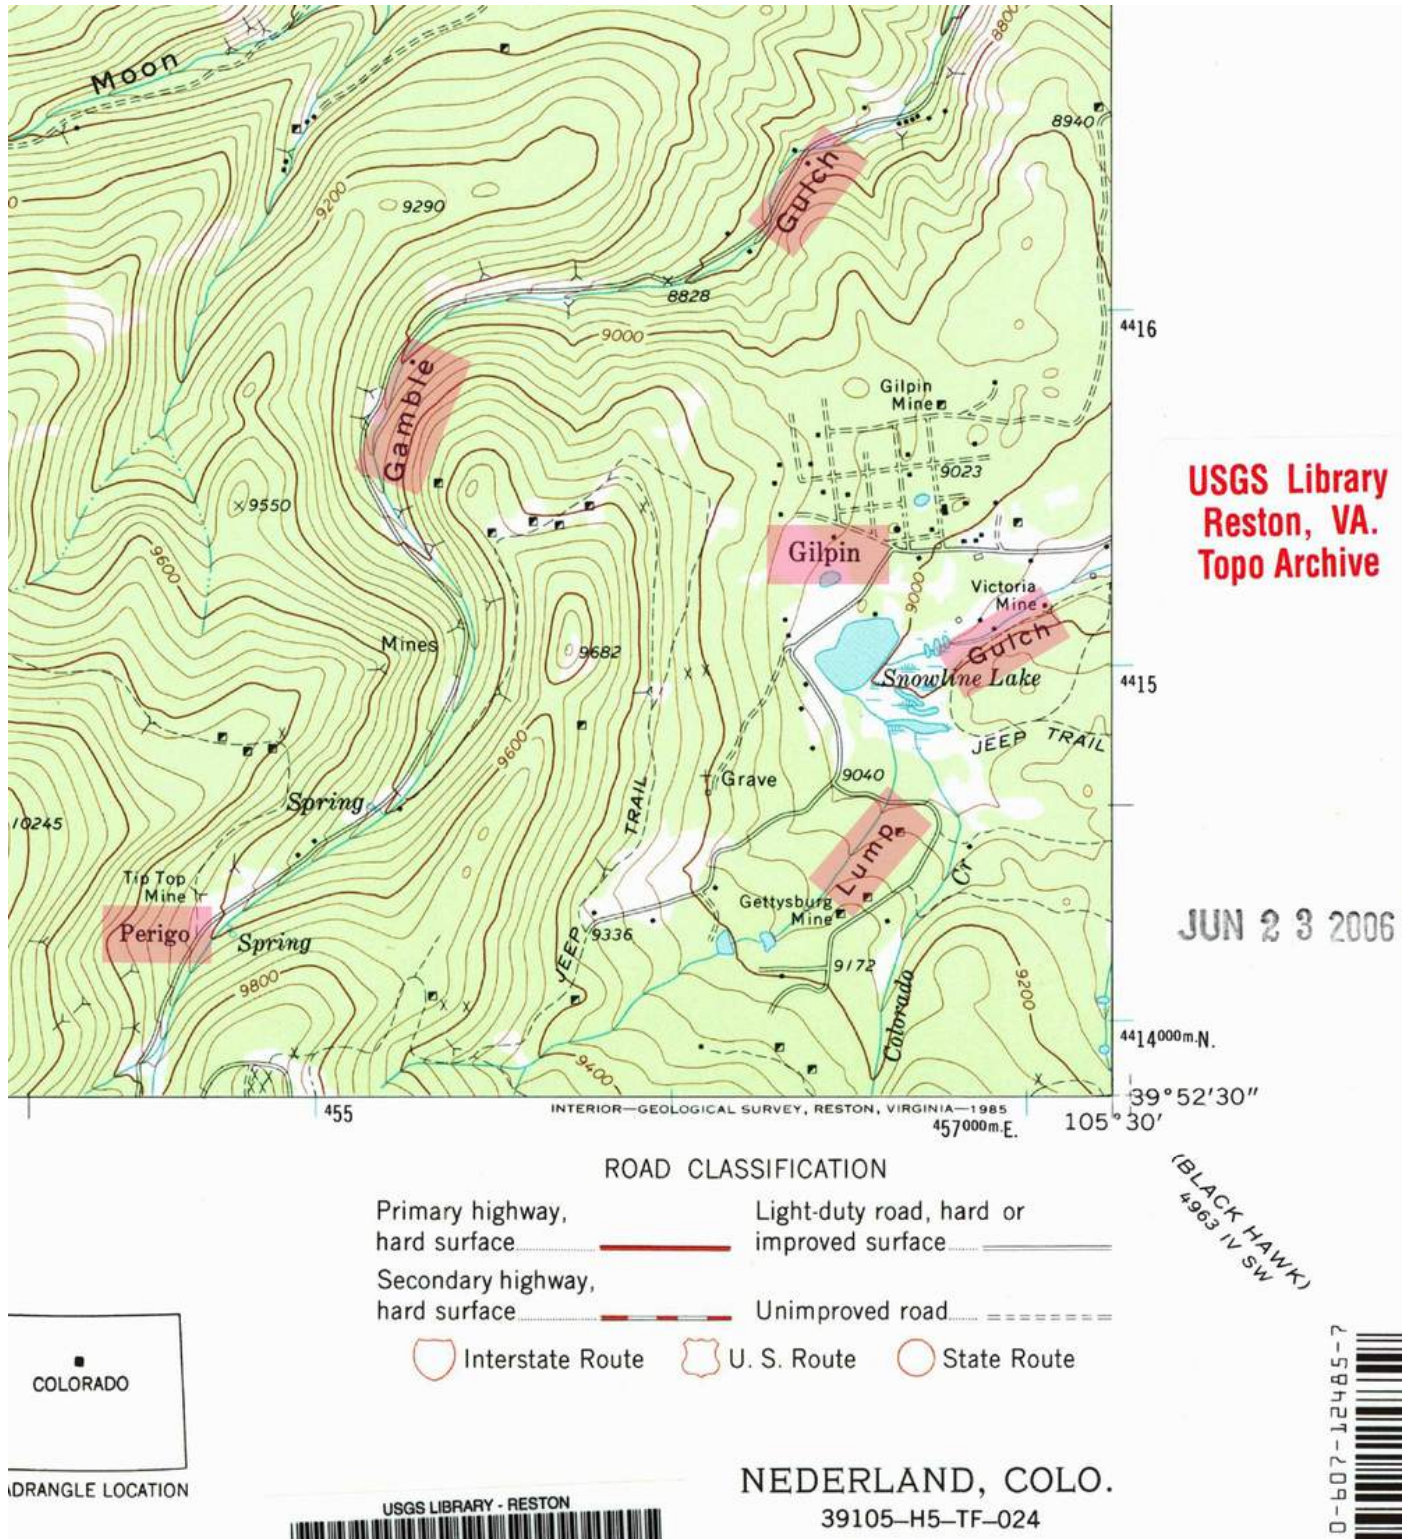 8800
Moon
8940
Gulch
9200
9290
8828
9000
4416
Gamble
Gilpin
Mine
9023
9550
Gilpin
9600
9000
Victoria
Mine
Gulch
Mines
9682
Snowline Lake
4415
JEEP TRAIL
9600
Grave
9040
Spring
TRAIL
10245
Lump
Cr
Tip Top
Mine
Gettysburg
Mine
Perigo
Spring
9336
JEEP
9172
9800
9200
Colorado
9400
4414000m.N.
39°52'30"
455
INTERIOR—GEOLOGICAL SURVEY, RESTON, VIRGINIA—1985
457000m.E.
105°30'
USGS Library
Reston, VA.
Topo Archive
JUN 23 2006
(BLACK HAWK)
4963 IV SW
ROAD CLASSIFICATION
Primary highway,
hard surface
Light-duty road, hard or
improved surface
Secondary highway,
hard surface
Unimproved road
Interstate Route
U. S. Route
State Route
COLORADO
ADRANGLE LOCATION
USGS LIBRARY - RESTON
NEDERLAND, COLO.
39105–H5–TF–024
0-607-12485-7